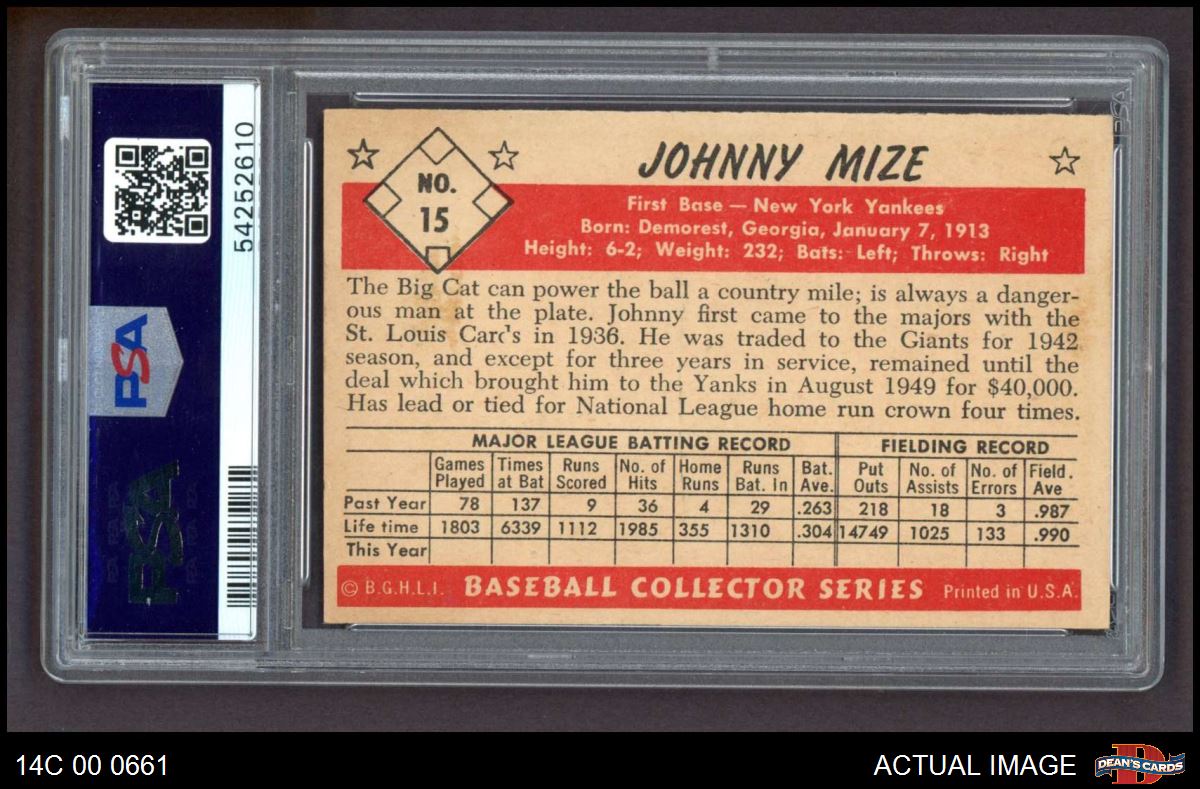 54252610
PSA
PSA
NO.
15
JOHNNY MIZE
First Base — New York Yankees
Born: Demorest, Georgia, January 7, 1913
Height: 6-2; Weight: 232; Bats: Left; Throws: Right
The Big Cat can power the ball a country mile; is always a danger-
ous man at the plate. Johnny first came to the majors with the
St. Louis Carc's in 1936. He was traded to the Giants for 1942
season, and except for three years in service, remained until the
deal which brought him to the Yanks in August 1949 for $40,000.
Has lead or tied for National League home run crown four times.
MAJOR LEAGUE BATTING RECORD FIELDING RECORD
Games Times Runs No. of Home Runs Bat. Put No. of No. of Field.
Played at Bat Scored Hits Runs Bat. In Ave. Outs Assists Errors Ave
Past Year 78 137 9 36 4 29 .263 218 18 3 .987
Life time 1803 6339 1112 1985 355 1310 .304 14749 1025 133 .990
This Year
© B.G.H.L.I. BASEBALL COLLECTOR SERIES Printed in U.S.A.
14C 00 0661 ACTUAL IMAGE DEAN'S CARDS